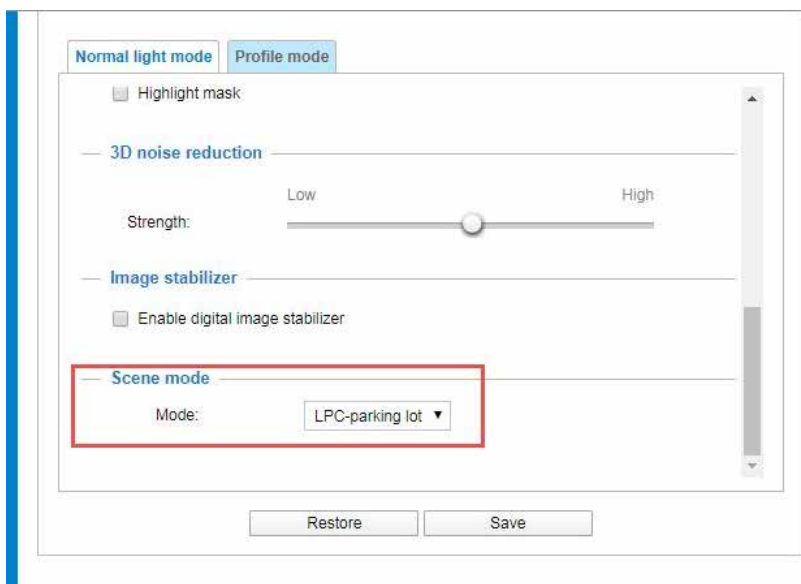 Normal light mode Profile mode
Highlight mask
3D noise reduction
Low High
Strength:
Image stabilizer
Enable digital image stabilizer
Scene mode
Mode: LPC-parking lot
Restore Save